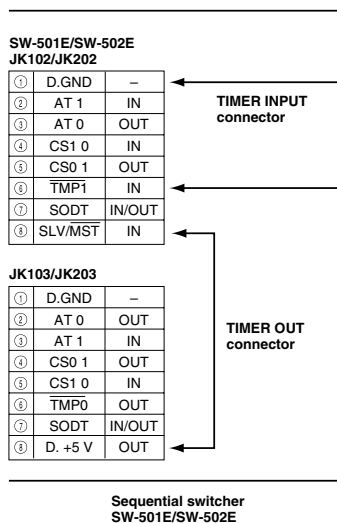 SW-501E/SW-502E
JK102/JK202
① D.GND –
② AT 1 IN
③ AT 0 OUT
④ CS1 0 IN
⑤ CS0 1 OUT
⑥ T̅M̅P̅1̅ IN
⑦ SODT IN/OUT
⑧ SLV/M̅S̅T̅ IN
TIMER INPUT
connector
JK103/JK203
① D.GND –
② AT 0 OUT
③ AT 1 IN
④ CS0 1 OUT
⑤ CS1 0 IN
⑥ T̅M̅P̅0̅ OUT
⑦ SODT IN/OUT
⑧ D. +5 V OUT
TIMER OUT
connector
Sequential switcher
SW-501E/SW-502E